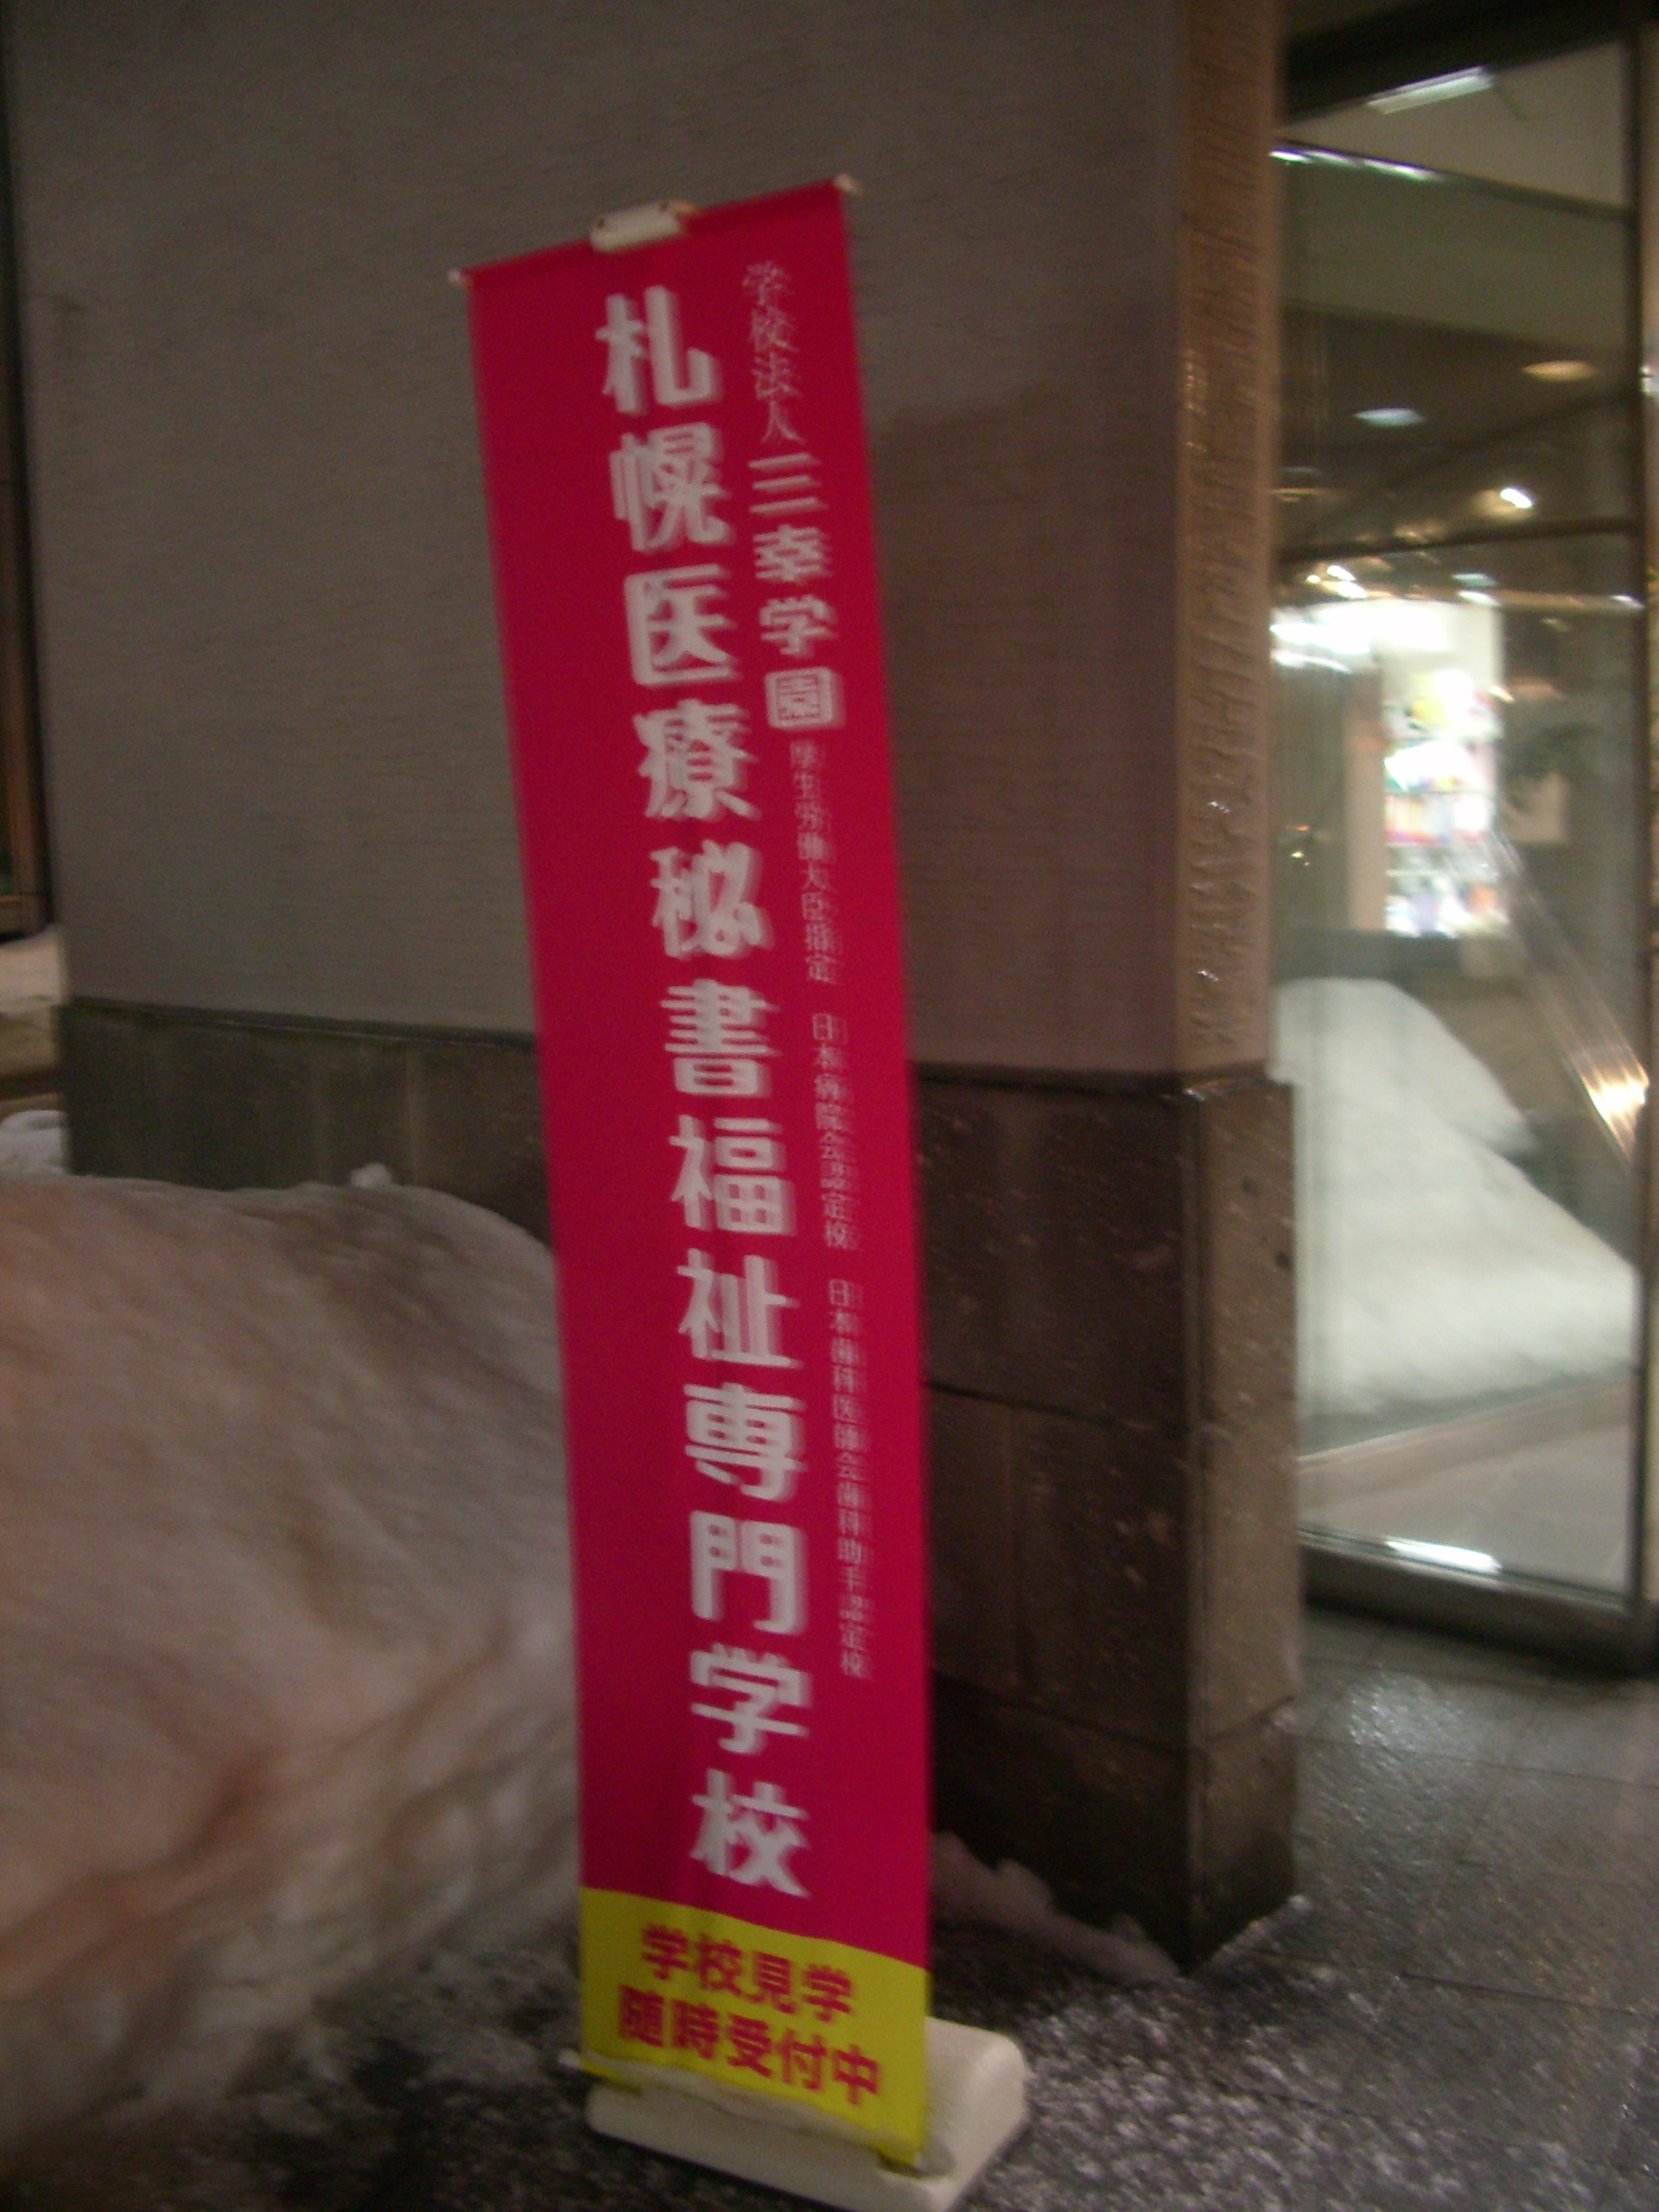 学校法人三幸学園 厚生労働大臣指定 日本病院会認定校 日本歯科医師会歯科助手認定校
札幌医療秘書福祉専門学校
学校見学
随時受付中